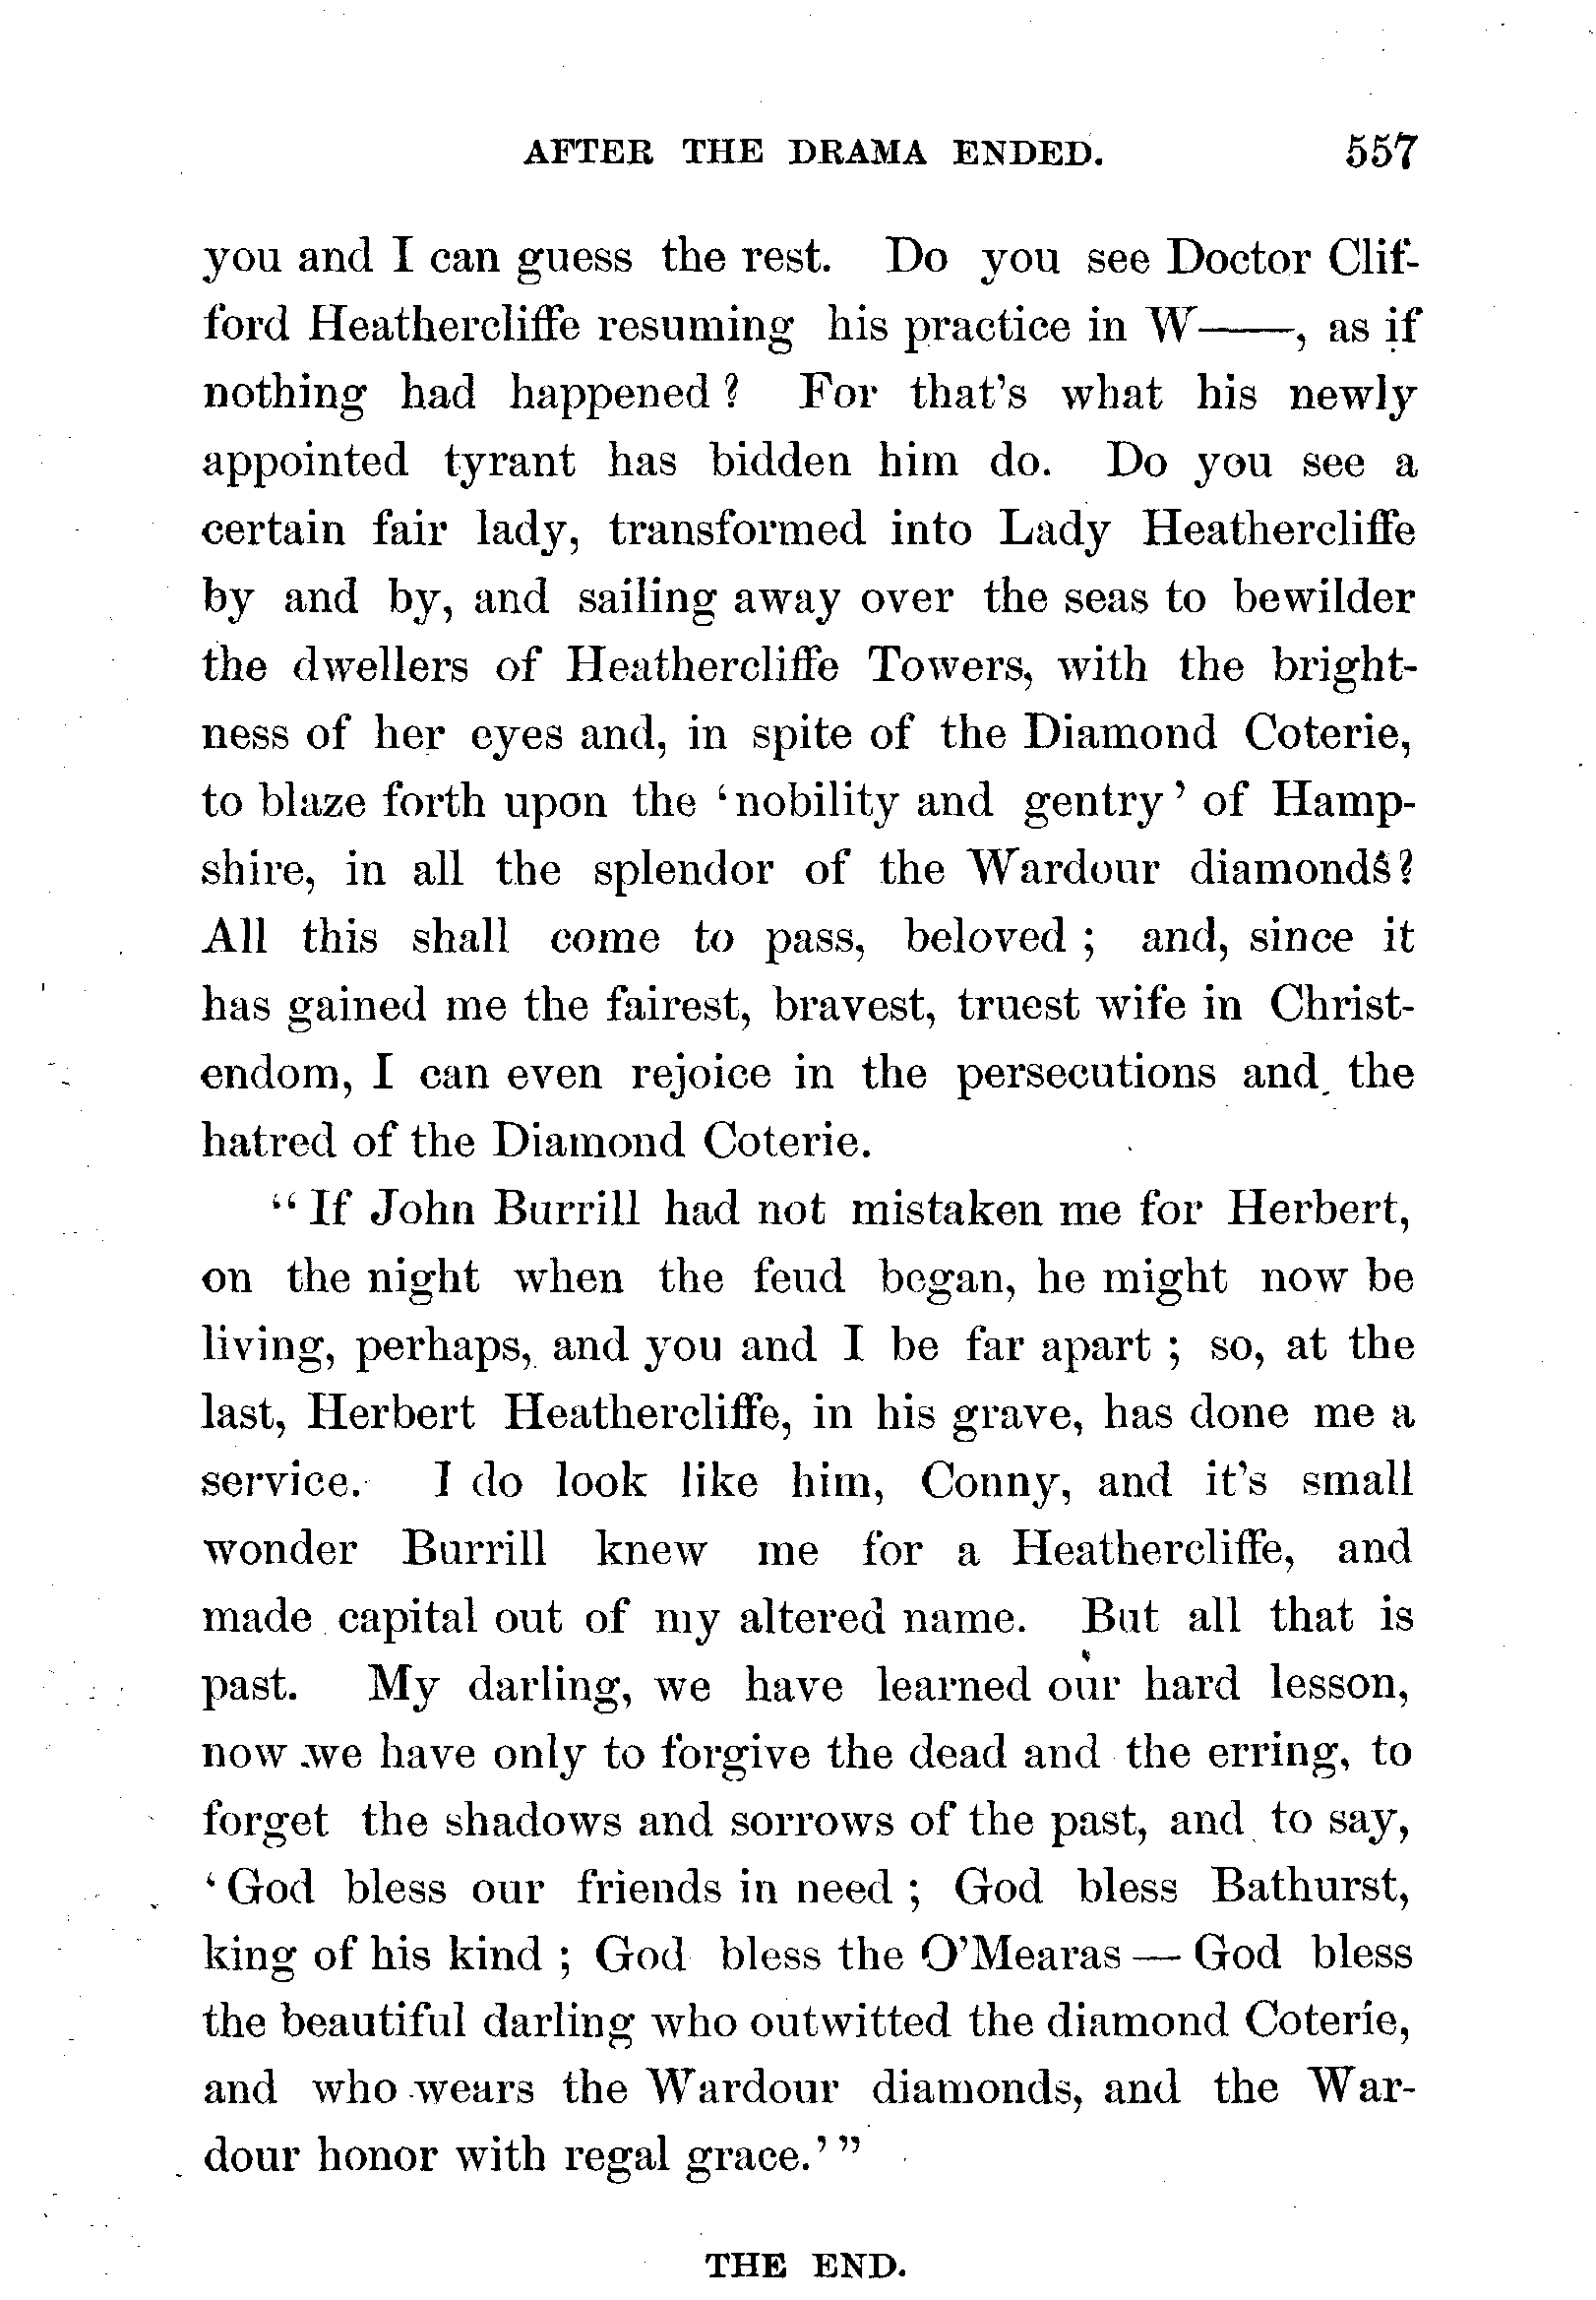 AFTER THE DRAMA ENDED. 557
you and I can guess the rest. Do you see Doctor Clif-
ford Heathercliffe resuming his practice in W——, as if
nothing had happened? For that's what his newly
appointed tyrant has bidden him do. Do you see a
certain fair lady, transformed into Lady Heathercliffe
by and by, and sailing away over the seas to bewilder
the dwellers of Heathercliffe Towers, with the bright-
ness of her eyes and, in spite of the Diamond Coterie,
to blaze forth upon the 'nobility and gentry' of Hamp-
shire, in all the splendor of the Wardour diamonds?
All this shall come to pass, beloved; and, since it
has gained me the fairest, bravest, truest wife in Christ-
endom, I can even rejoice in the persecutions and the
hatred of the Diamond Coterie.
"If John Burrill had not mistaken me for Herbert,
on the night when the feud began, he might now be
living, perhaps, and you and I be far apart; so, at the
last, Herbert Heathercliffe, in his grave, has done me a
service. I do look like him, Conny, and it's small
wonder Burrill knew me for a Heathercliffe, and
made capital out of my altered name. But all that is
past. My darling, we have learned our hard lesson,
now we have only to forgive the dead and the erring, to
forget the shadows and sorrows of the past, and to say,
'God bless our friends in need; God bless Bathurst,
king of his kind; God bless the O'Mearas — God bless
the beautiful darling who outwitted the diamond Coterie,
and who wears the Wardour diamonds, and the War-
dour honor with regal grace.'"
THE END.